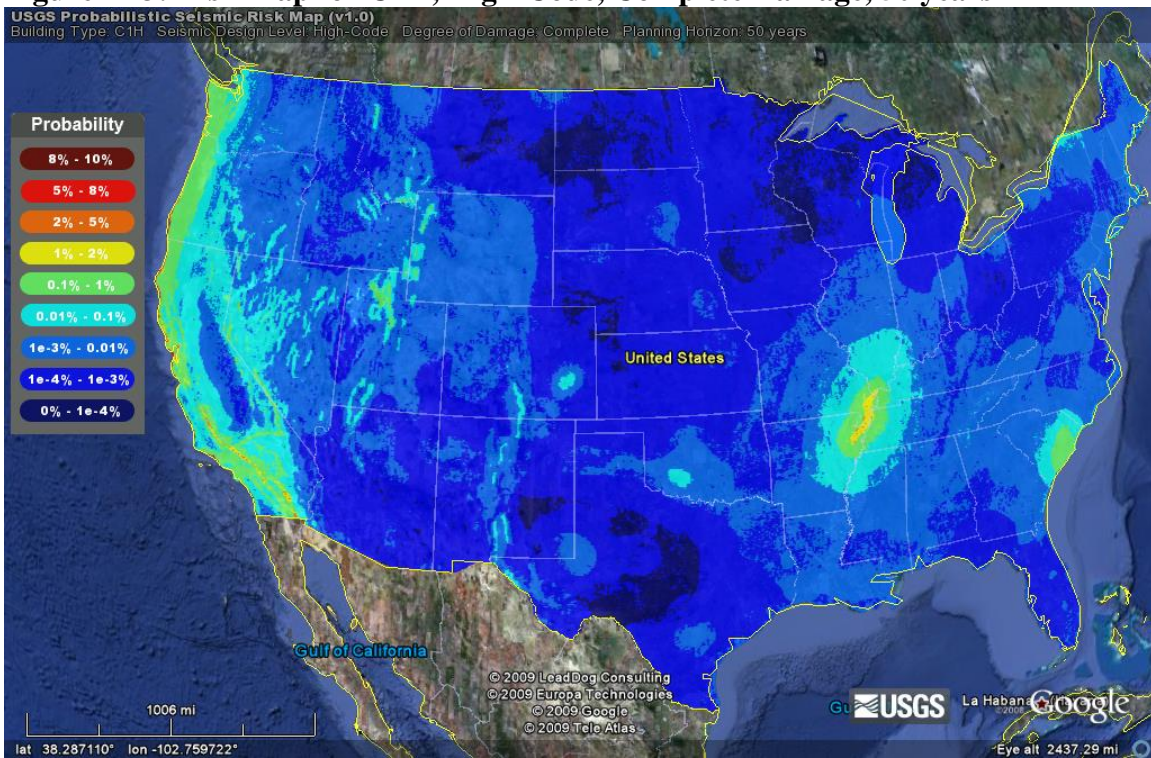 USGS Probabilistic Seismic Risk Map (v1.0)
Building Type: C1H Seismic Design Level: High-Code Degree of Damage: Complete Planning Horizon: 50 years
Probability
8% - 10%
5% - 8%
2% - 5%
1% - 2%
0.1% - 1%
0.01% - 0.1%
1e-3% - 0.01%
1e-4% - 1e-3%
0% - 1e-4%
United States
Gulf of California
© 2009 LeadDog Consulting
© 2009 Europa Technologies
© 2009 Google
© 2009 Tele Atlas
1006 mi
Gu
USGS
La Habana
Google
lat 38.287110° lon -102.759722°
Eye alt 2437.29 mi